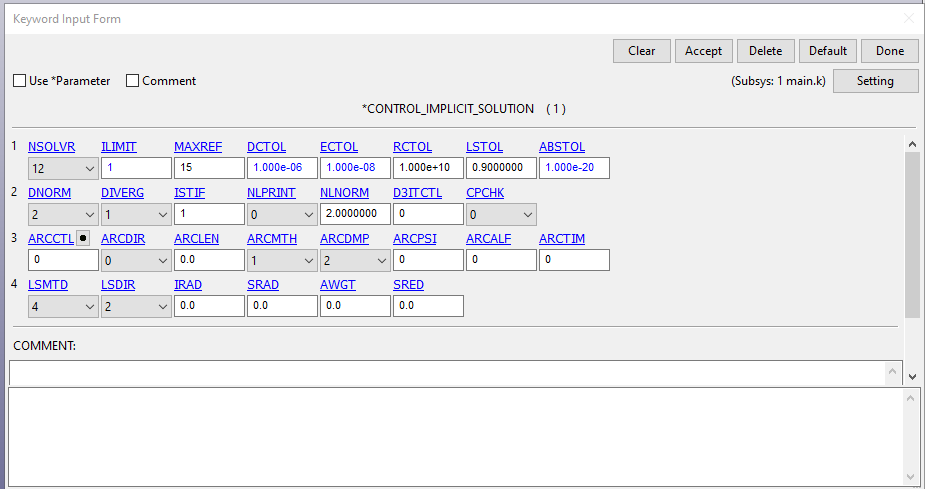 Keyword Input Form
Clear Accept Delete Default Done
Use *Parameter Comment (Subsys: 1 main.k) Setting
*CONTROL_IMPLICIT_SOLUTION (1)
1 NSOLVR ILIMIT MAXREF DCTOL ECTOL RCTOL LSTOL ABSTOL
12 1 15 1.000e-06 1.000e-08 1.000e+10 0.9000000 1.000e-20
2 DNORM DIVERG ISTIF NLPRINT NLNORM D3ITCTL CPCHK
2 1 1 0 2.0000000 0 0
3 ARCCTL ARCDIR ARCLEN ARCMTH ARCDMP ARCPSI ARCALF ARCTIM
0 0 0.0 1 2 0 0 0
4 LSMTD LSDIR IRAD SRAD AWGT SRED
4 2 0.0 0.0 0.0 0.0
COMMENT: